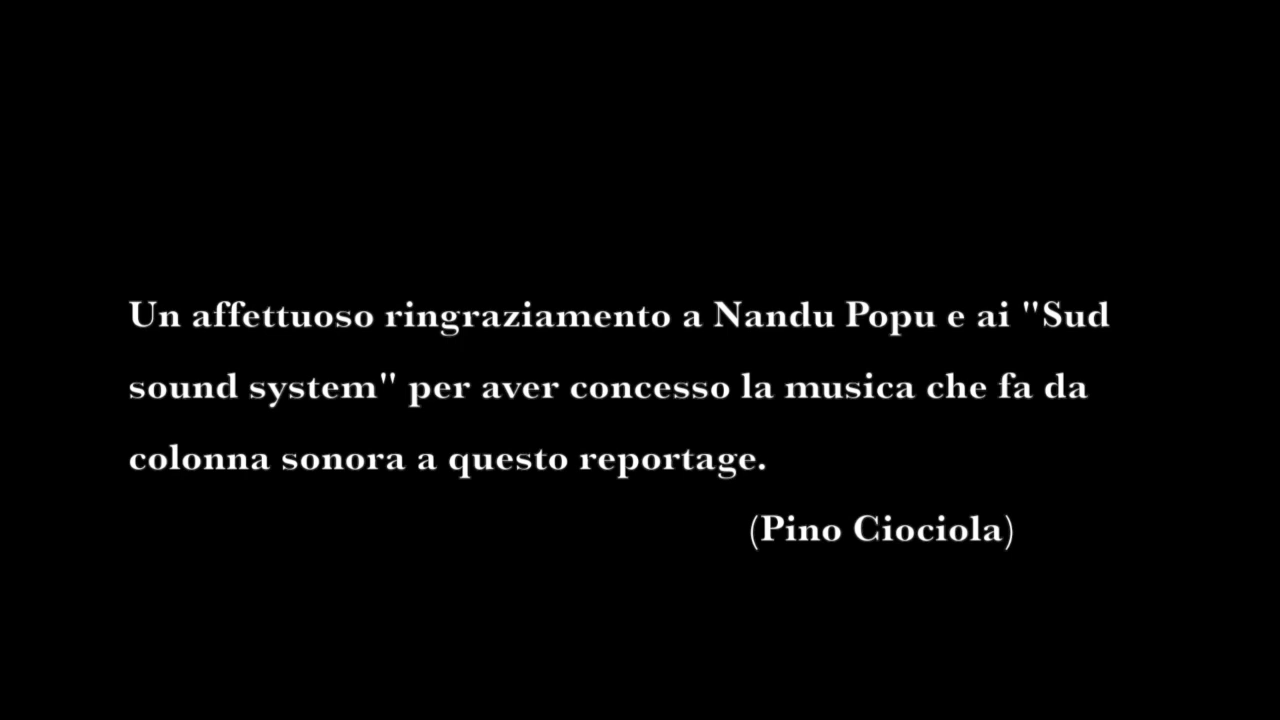 Un affettuoso ringraziamento a Nandu Popu e ai "Sud
sound system" per aver concesso la musica che fa da
colonna sonora a questo reportage.
(Pino Ciociola)